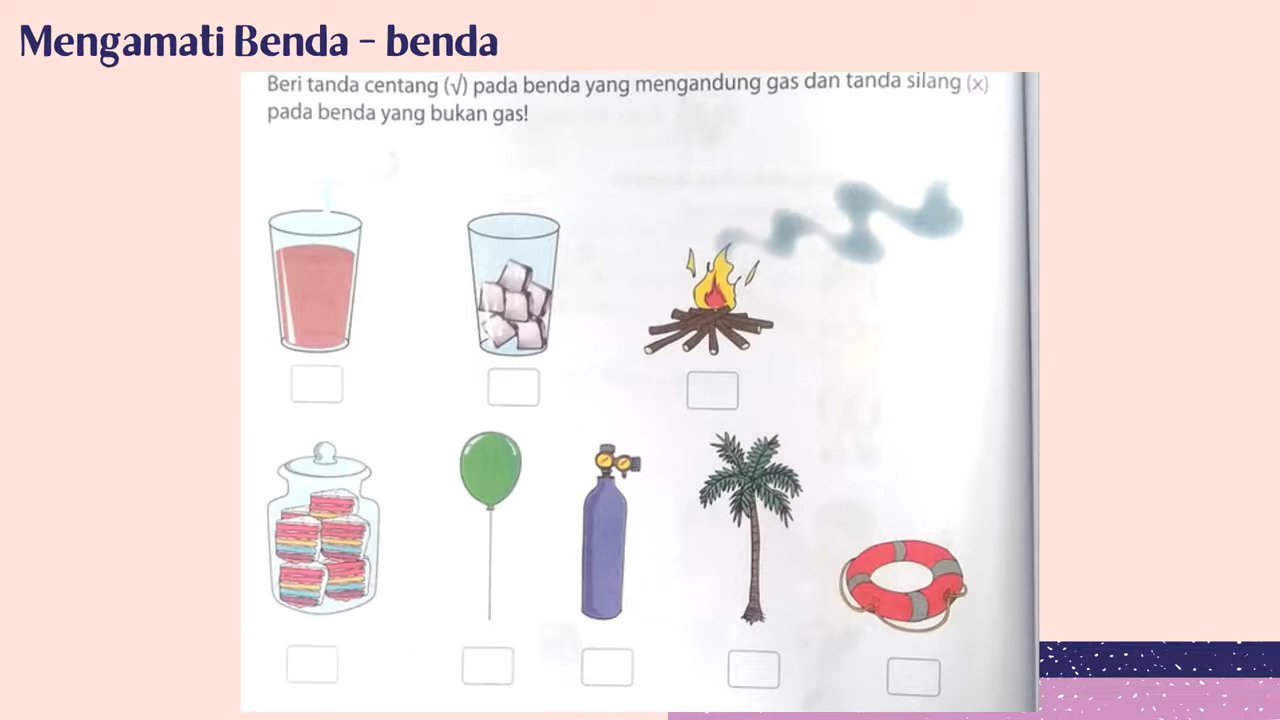 Mengamati Benda - benda
Beri tanda centang (√) pada benda yang mengandung gas dan tanda silang (x)
pada benda yang bukan gas!